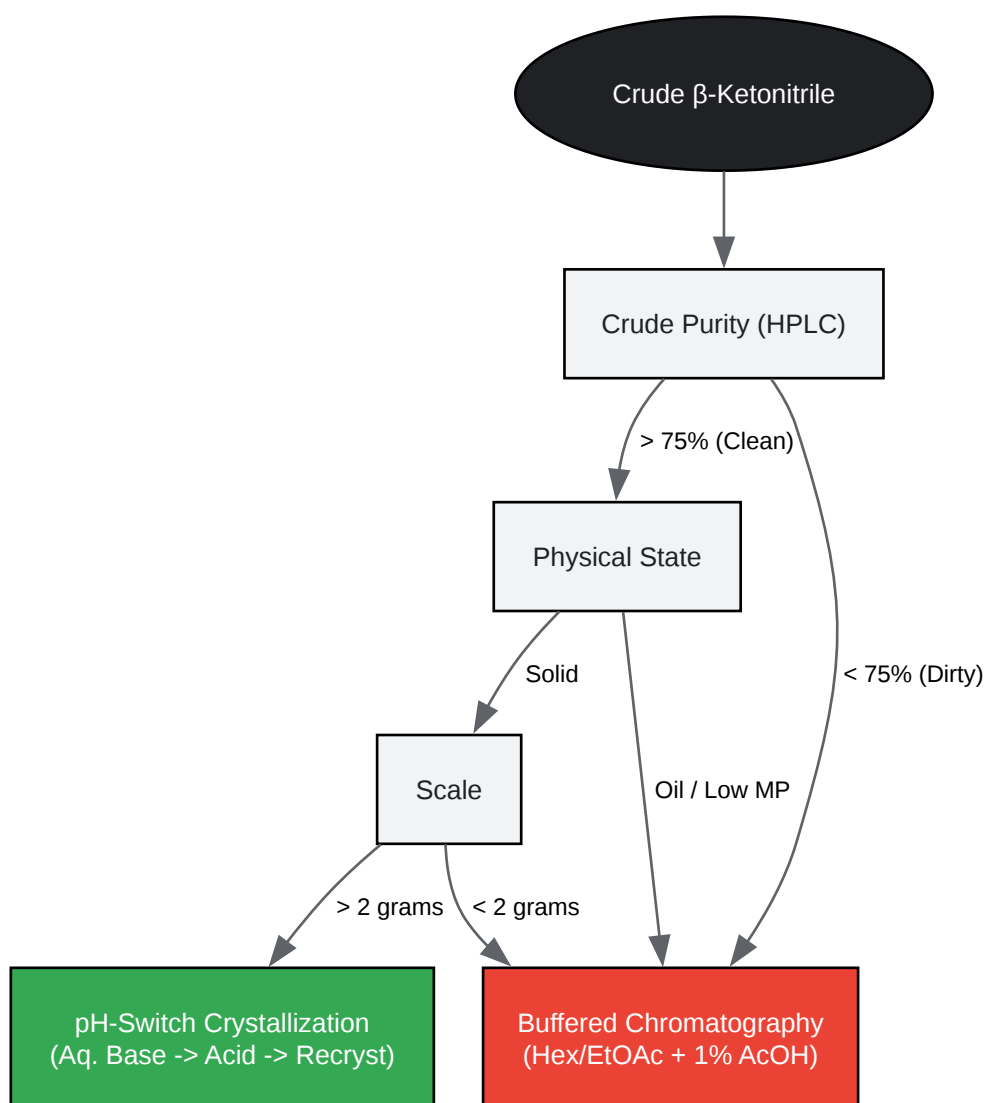 Crude β-Ketonitrile
Crude Purity (HPLC)
> 75% (Clean)
Physical State
Solid
< 75% (Dirty)
Scale
Oil / Low MP
> 2 grams
< 2 grams
pH-Switch Crystallization
(Aq. Base -> Acid -> Recryst)
Buffered Chromatography
(Hex/EtOAc + 1% AcOH)